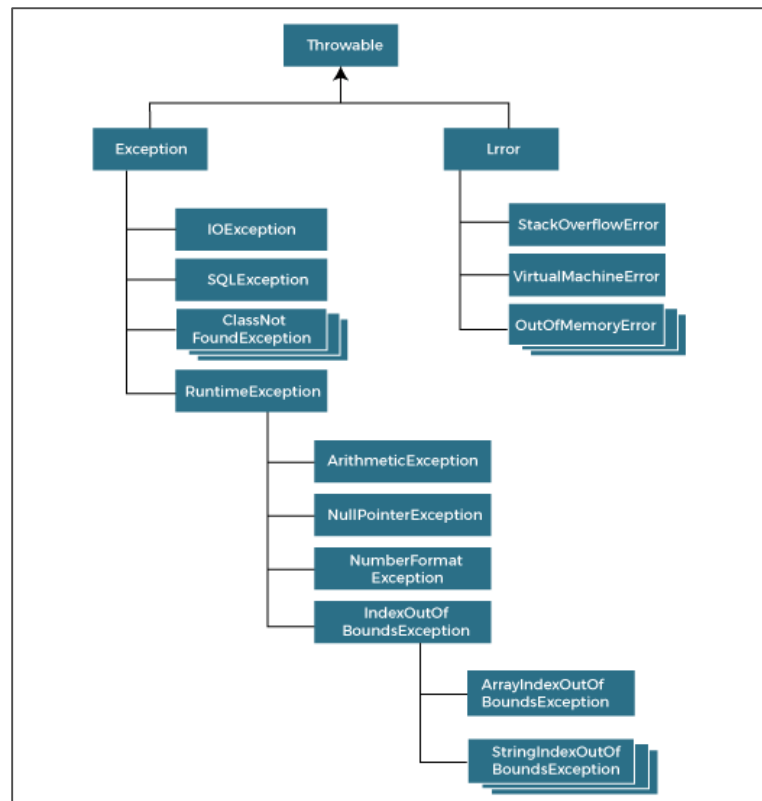 Throwable
Exception
Lrror
IOException
SQLException
ClassNot
FoundException
RuntimeException
StackOverflowError
VirtualMachineError
OutOfMemoryError
ArithmeticException
NullPointerException
NumberFormat
Exception
IndexOutOf
BoundsException
ArrayIndexOutOf
BoundsException
StringIndexOutOf
BoundsException